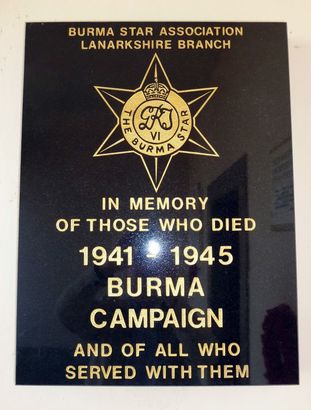 BURMA STAR ASSOCIATION
LANARKSHIRE BRANCH
GRI
VI
THE BURMA STAR
IN MEMORY
OF THOSE WHO DIED
1941 - 1945
BURMA
CAMPAIGN
AND OF ALL WHO
SERVED WITH THEM